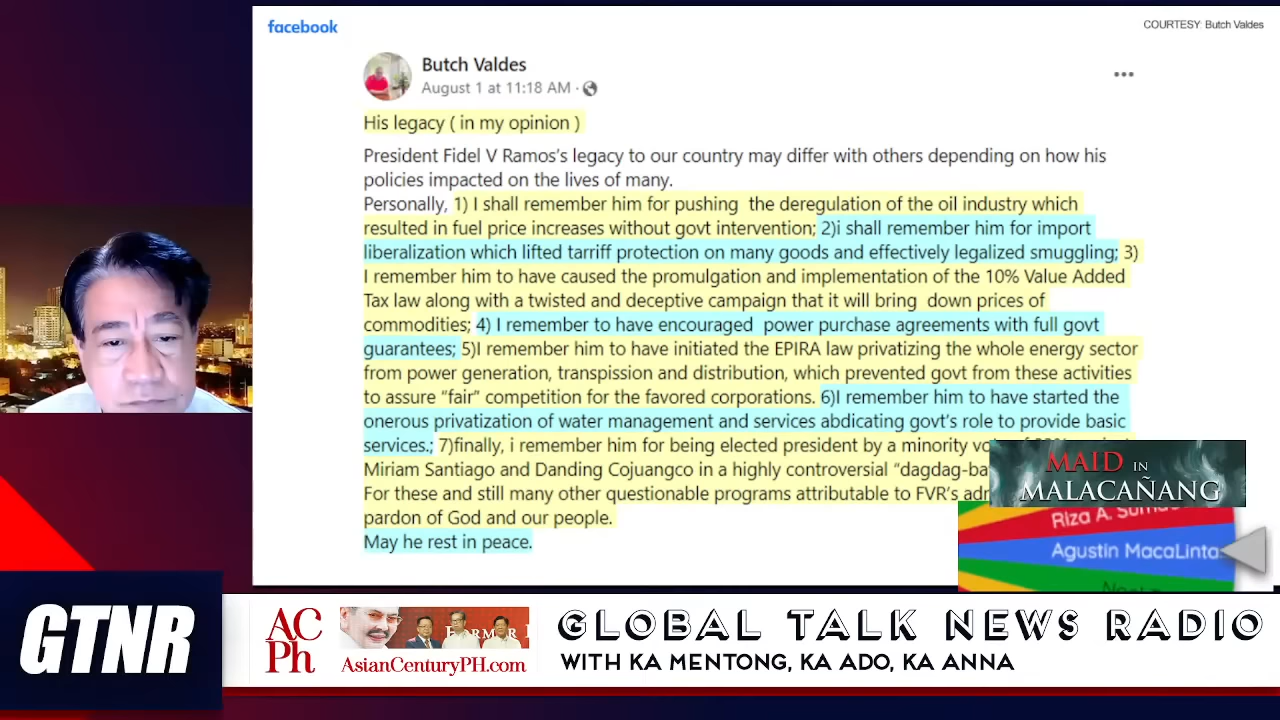 facebook
COURTESY: Butch Valdes
Butch Valdes
August 1 at 11:18 AM ·
His legacy ( in my opinion )
President Fidel V Ramos's legacy to our country may differ with others depending on how his
policies impacted on the lives of many.
Personally, 1) I shall remember him for pushing the deregulation of the oil industry which
resulted in fuel price increases without govt intervention; 2)i shall remember him for import
liberalization which lifted tarriff protection on many goods and effectively legalized smuggling; 3)
I remember him to have caused the promulgation and implementation of the 10% Value Added
Tax law along with a twisted and deceptive campaign that it will bring down prices of
commodities; 4) I remember to have encouraged power purchase agreements with full govt
guarantees; 5)I remember him to have initiated the EPIRA law privatizing the whole energy sector
from power generation, transpission and distribution, which prevented govt from these activities
to assure “fair” competition for the favored corporations. 6)I remember him to have started the
onerous privatization of water management and services abdicating govt's role to provide basic
services.; 7)finally, i remember him for being elected president by a minority
Miriam Santiago and Danding Cojuangco in a highly controversial
For these and still many other questionable programs attributable to FVR's
pardon of God and our people.
May he rest in peace.
MAID IN
MALACAÑANG
Riza A.
Agustin MacaLinta
GTNR
AC
Ph
AsianCenturyPH.com
GLOBAL TALK NEWS RADIO
WITH KA MENTONG, KA ADO, KA ANNA